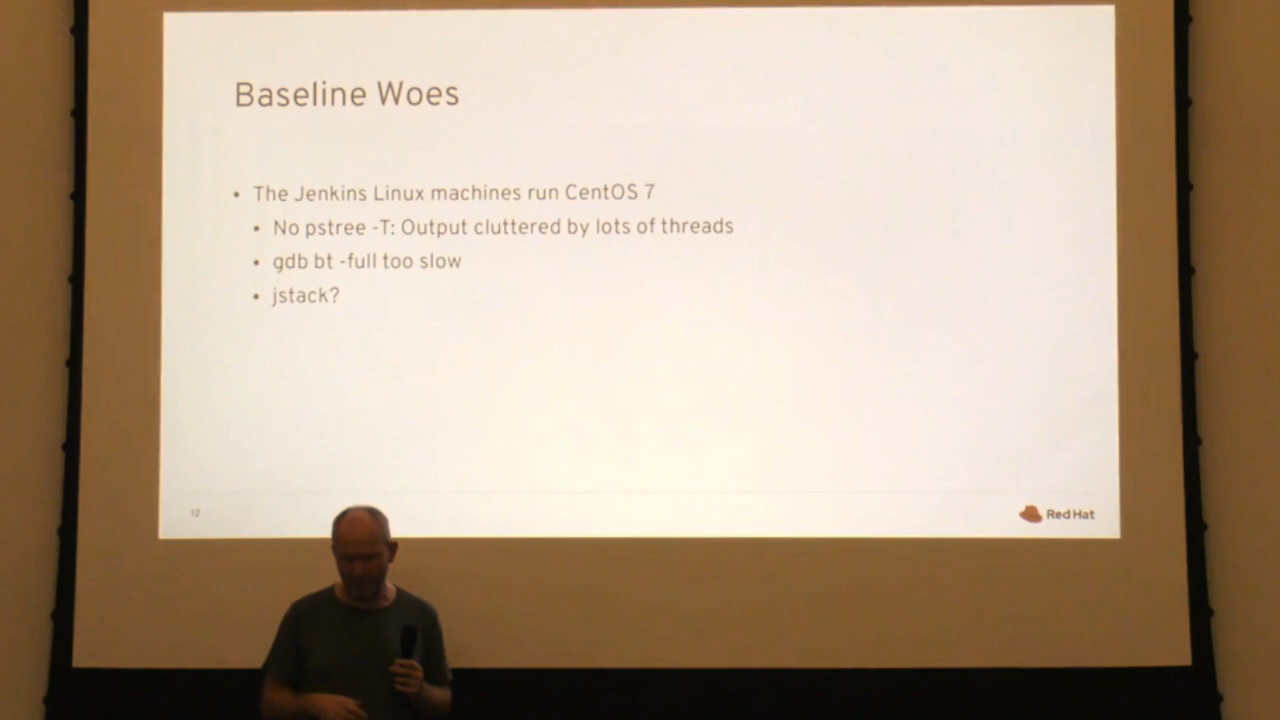 Baseline Woes
• The Jenkins Linux machines run CentOS 7
• No pstree -T: Output cluttered by lots of threads
• gdb bt -full too slow
• jstack?
12
Red Hat